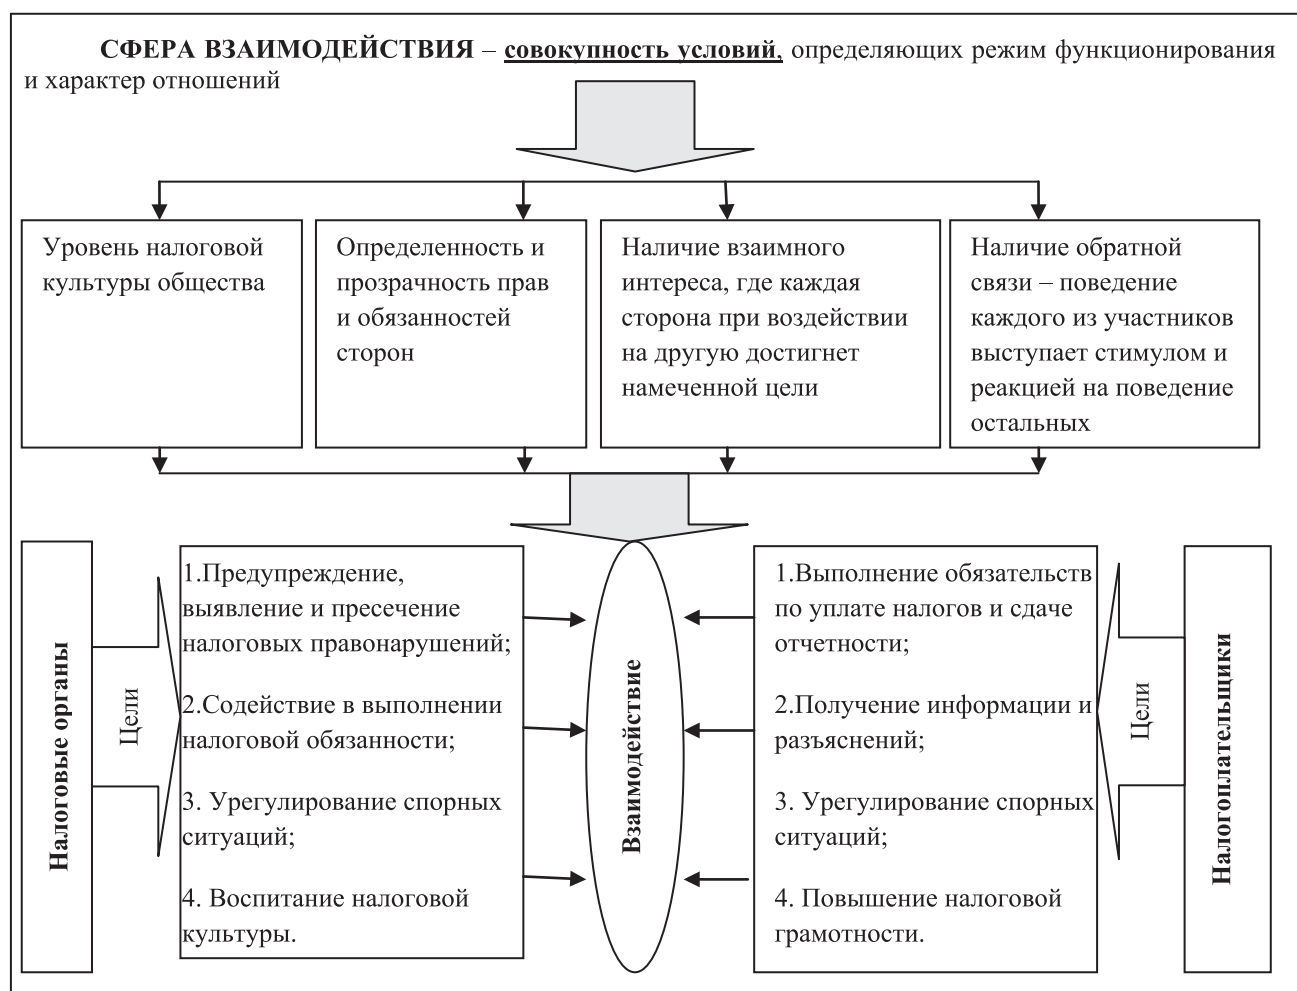 СФЕРА ВЗАИМОДЕЙСТВИЯ – совокупность условий, определяющих режим функционирования
и характер отношений
Уровень налоговой
культуры общества
Определенность и
прозрачность прав
и обязанностей
сторон
Наличие взаимного
интереса, где каждая
сторона при воздействии
на другую достигнет
намеченной цели
Наличие обратной
связи – поведение
каждого из участников
выступает стимулом и
реакцией на поведение
остальных
Налоговые органы
Цели
1.Предупреждение,
выявление и пресечение
налоговых правонарушений;
2.Содействие в выполнении
налоговой обязанности;
3. Урегулирование спорных
ситуаций;
4. Воспитание налоговой
культуры.
Взаимодействие
1.Выполнение обязательств
по уплате налогов и сдаче
отчетности;
2.Получение информации и
разъяснений;
3. Урегулирование спорных
ситуаций;
4. Повышение налоговой
грамотности.
Цели
Налогоплательщики